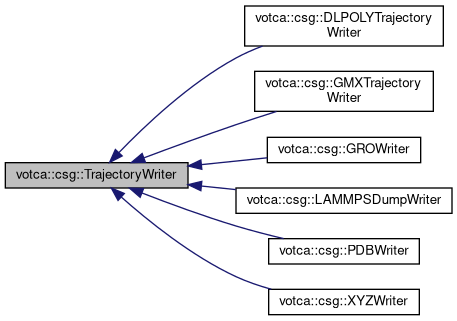 votca::csg::DLPOLYTrajectory
Writer
votca::csg::GMXTrajectory
Writer
votca::csg::GROWriter
votca::csg::TrajectoryWriter
votca::csg::LAMMPSDumpWriter
votca::csg::PDBWriter
votca::csg::XYZWriter